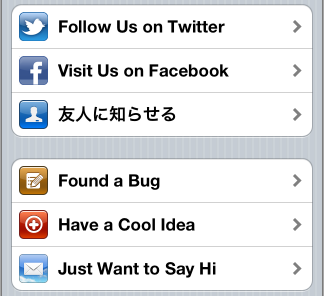 Follow Us on Twitter
Visit Us on Facebook
友人に知らせる
Found a Bug
Have a Cool Idea
Just Want to Say Hi